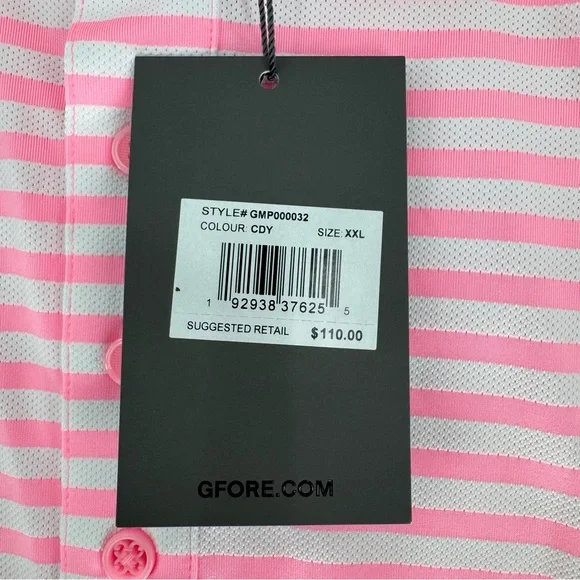 STYLE# GMP000032
COLOUR: CDY SIZE: XXL
1 92938 37625 5
SUGGESTED RETAIL $110.00
GFORE.COM